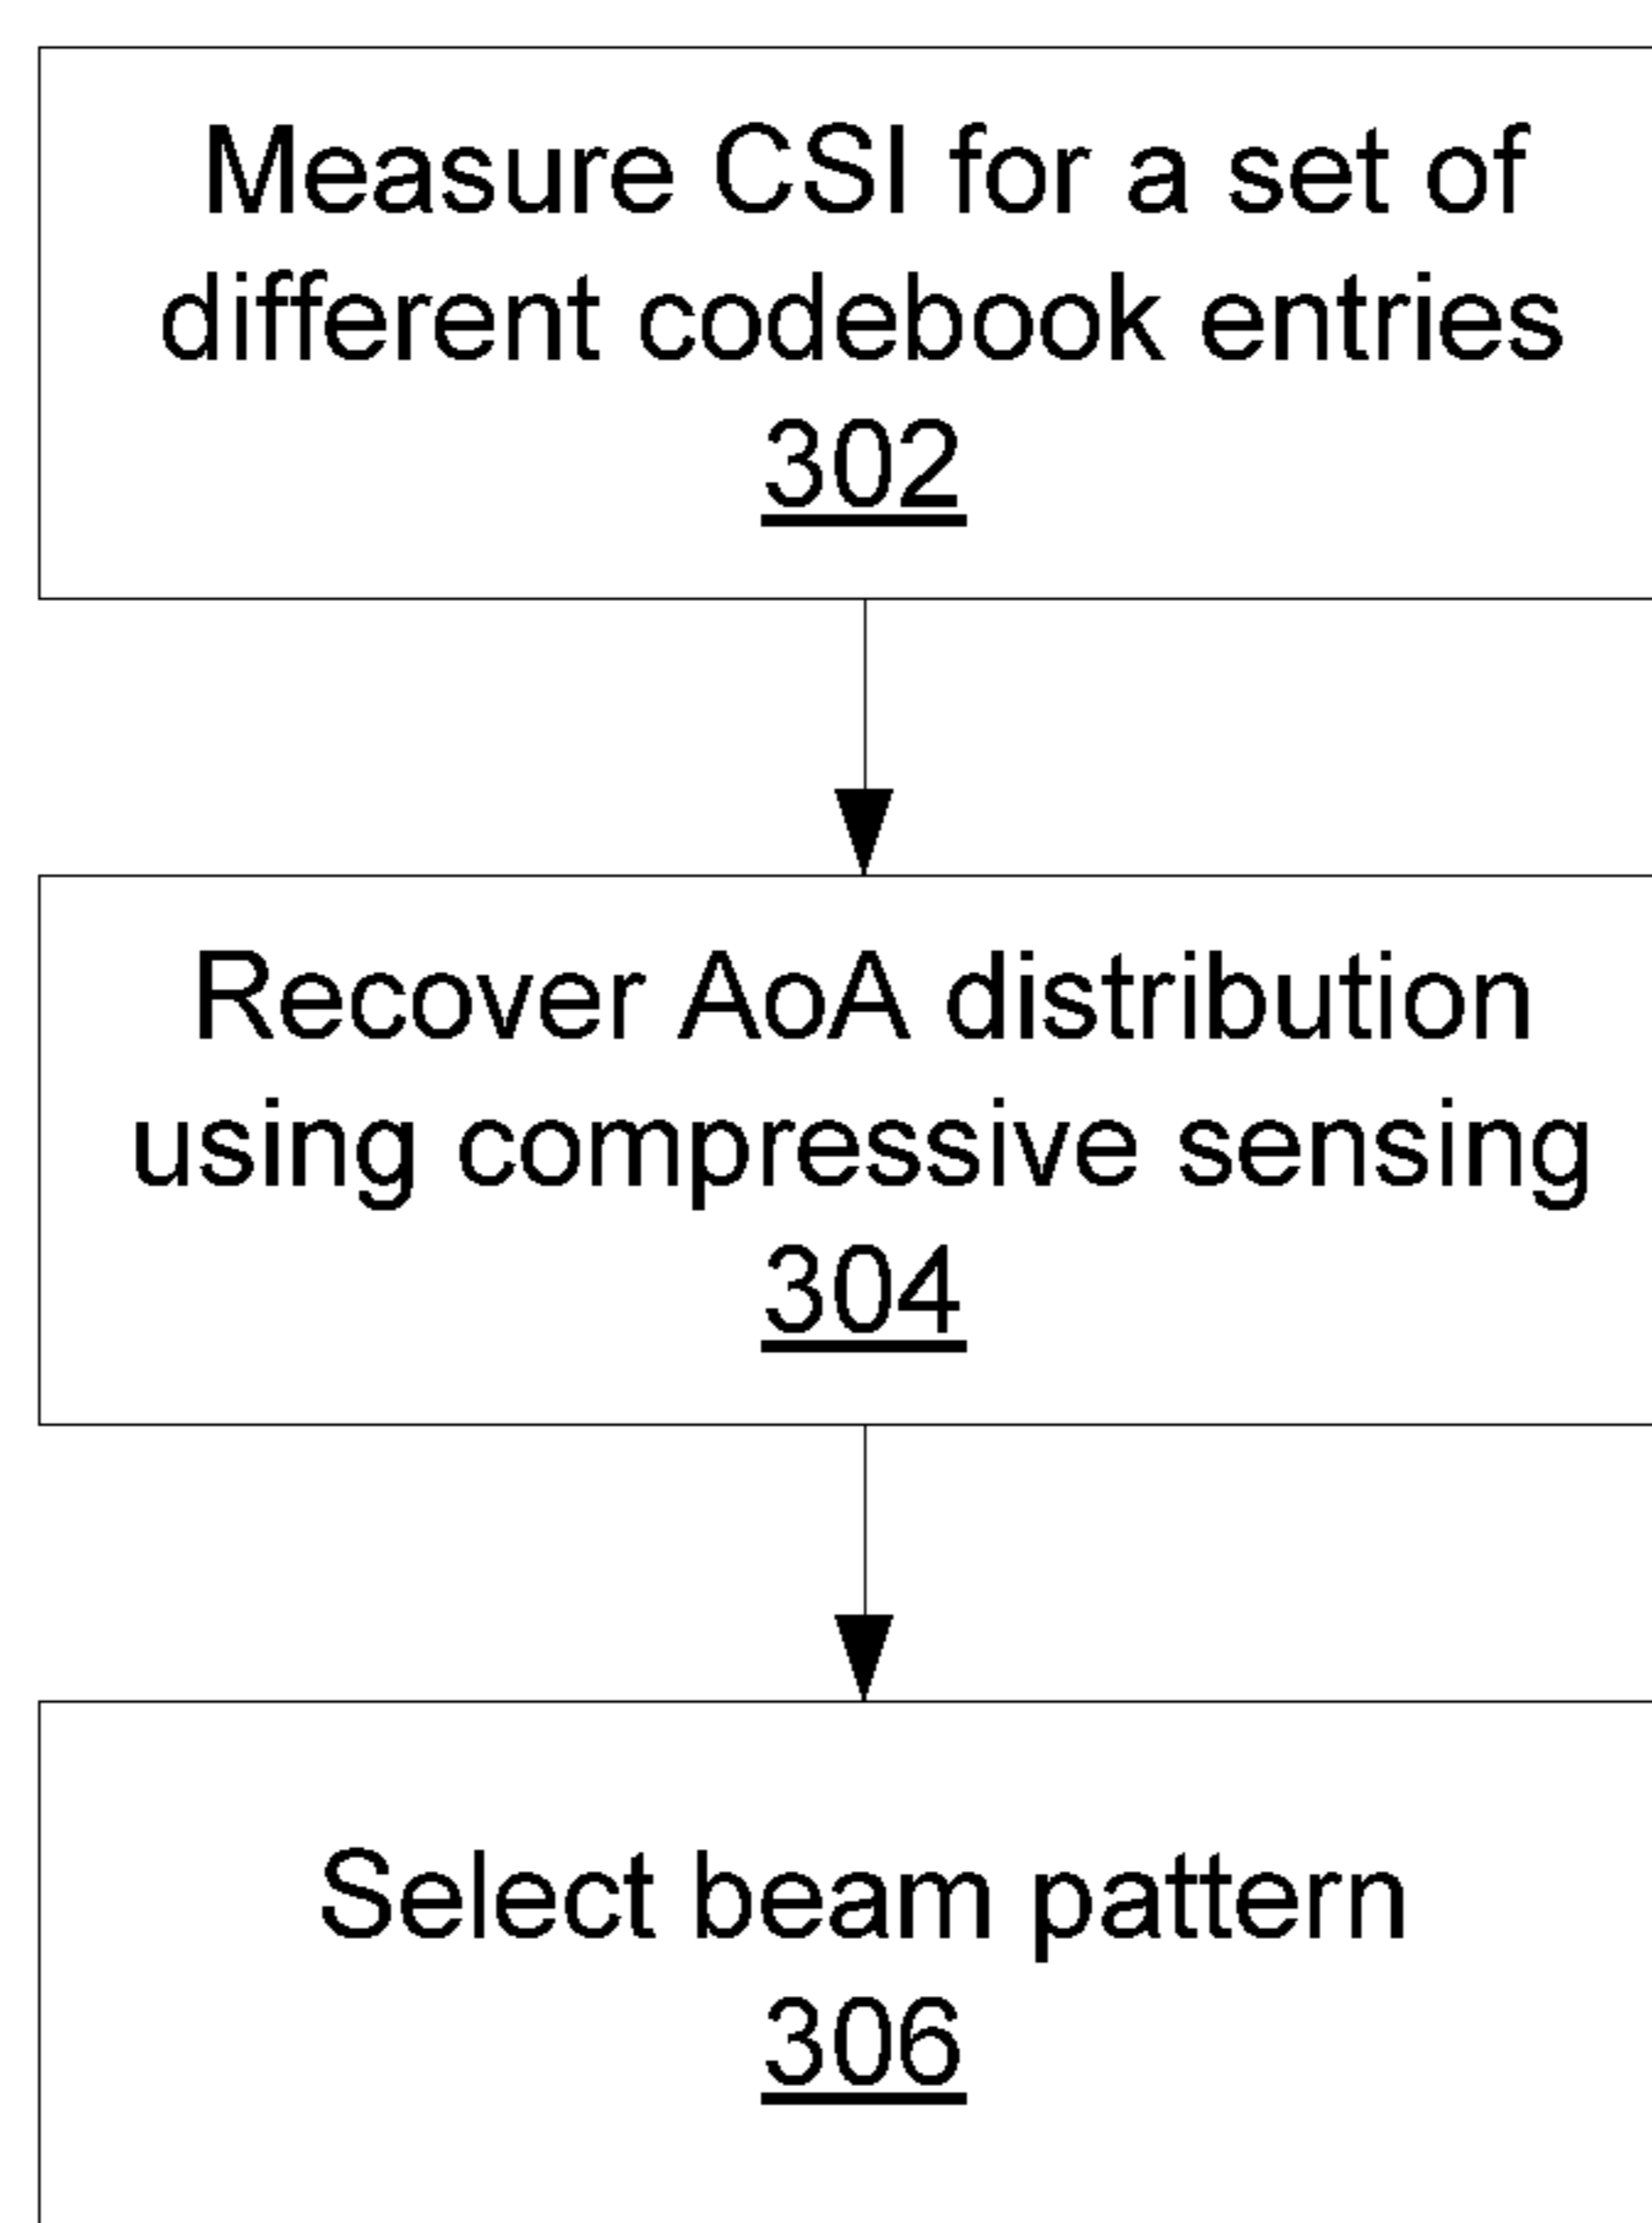 Measure CSI for a set of
different codebook entries
302
Recover AoA distribution
using compressive sensing
304
Select beam pattern
306